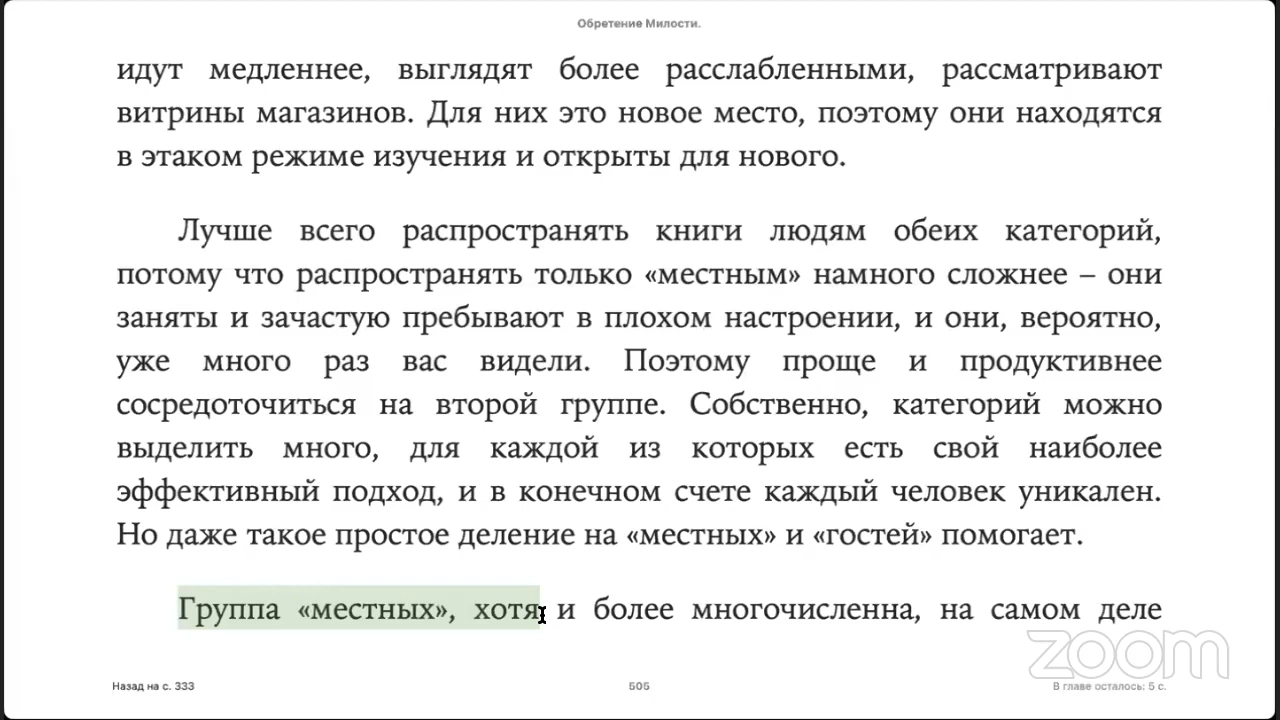 Обретение Милости.
идут медленнее, выглядят более расслабленными, рассматривают
витрины магазинов. Для них это новое место, поэтому они находятся
в этаком режиме изучения и открыты для нового.
Лучше всего распространять книги людям обеих категорий,
потому что распространять только «местным» намного сложнее – они
заняты и зачастую пребывают в плохом настроении, и они, вероятно,
уже много раз вас видели. Поэтому проще и продуктивнее
сосредоточиться на второй группе. Собственно, категорий можно
выделить много, для каждой из которых есть свой наиболее
эффективный подход, и в конечном счете каждый человек уникален.
Но даже такое простое деление на «местных» и «гостей» помогает.
Группа «местных», хотя и более многочисленна, на самом деле
zoom
Назад на с. 333
505
В главе осталось: 5 с.